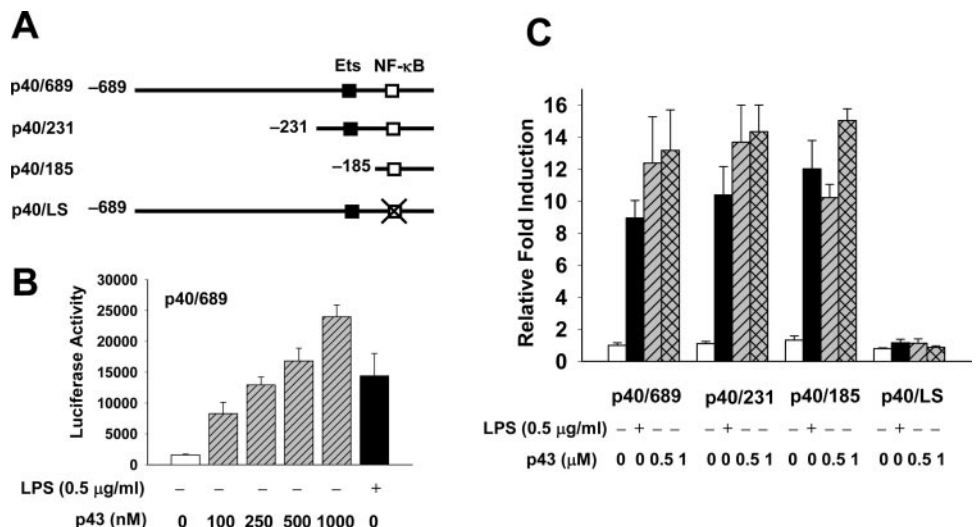 A
Ets NF-κB
p40/689 –689
p40/231 –231
p40/185 –185
p40/LS –689
B
p40/689
Luciferase Activity
30000
25000
20000
15000
10000
5000
0
LPS (0.5 μg/ml) – – – – – +
p43 (nM) 0 100 250 500 1000 0
C
Relative Fold Induction
16
14
12
10
8
6
4
2
0
p40/689 p40/231 p40/185 p40/LS
LPS (0.5 μg/ml) – + – – – + – – – + – – – + – –
p43 (μM) 0 0 0.5 1 0 0 0.5 1 0 0 0.5 1 0 0 0.5 1